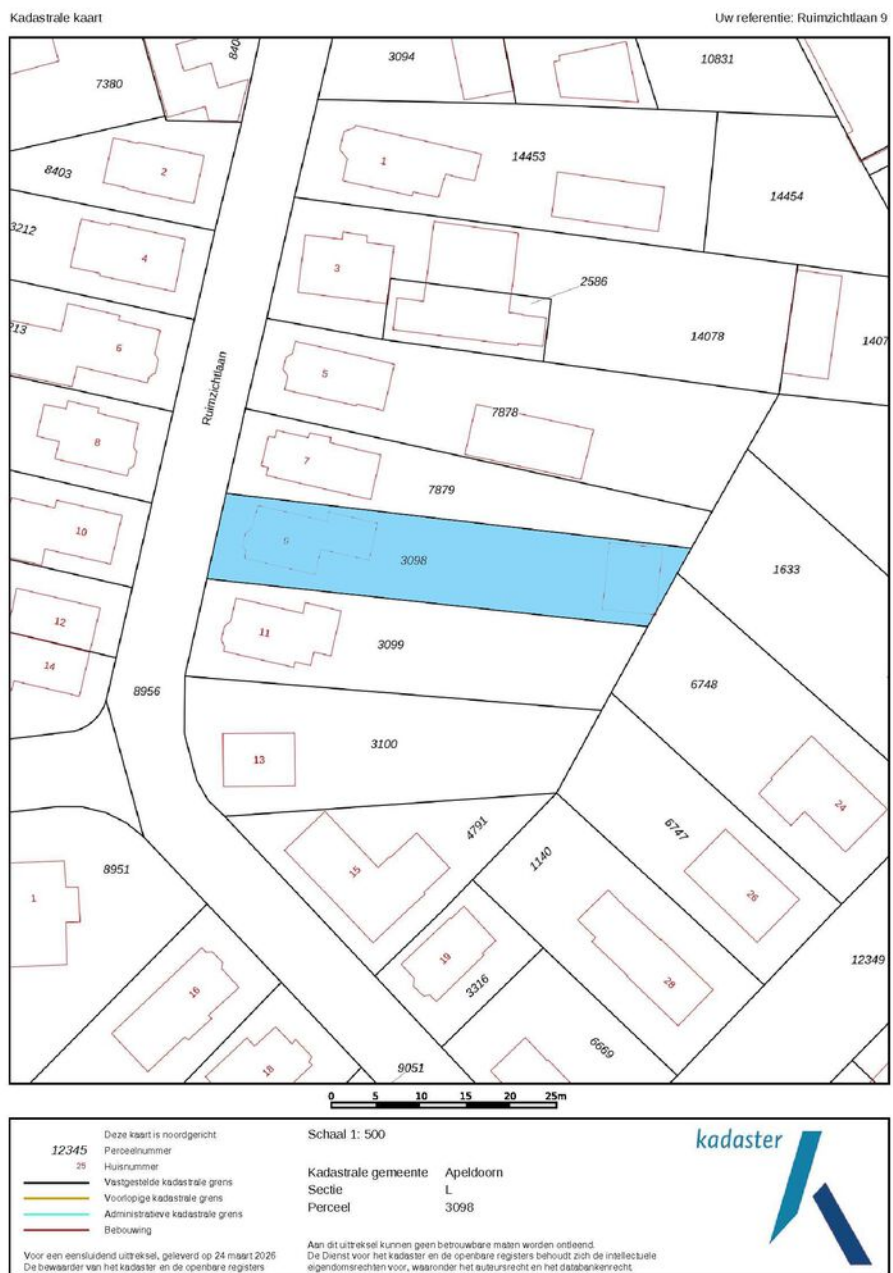 Kadastrale kaart
Uw referentie: Ruimzichtlaan 9
3094
10831
7380
840
14453
1
2
8403
14454
3212
4
3
2586
14078
1407
213
6
5
Ruimzichtlaan
7878
8
7
7879
10
9
3098
1633
12
11
3099
14
6748
8956
3100
13
24
4791
6747
1140
15
8951
26
1
19
12349
28
16
3316
6669
18
9051
0 5 10 15 20 25m
Deze kaart is noordgericht
12345 Perceelnummer
25 Huisnummer
Vastgestelde kadastrale grens
Voorlopige kadastrale grens
Administratieve kadastrale grens
Bebouwing
Voor een eensluidend uittreksel, geleverd op 24 maart 2026
De bewaarder van het kadaster en de openbare registers
Schaal 1: 500
Kadastrale gemeente Apeldoorn
Sectie L
Perceel 3098
Aan dit uittreksel kunnen geen betrouwbare maten worden ontleend.
De Dienst voor het kadaster en de openbare registers behoudt zich de intellectuele
eigendomsrechten voor, waaronder het auteursrecht en het databankenrecht.
kadaster